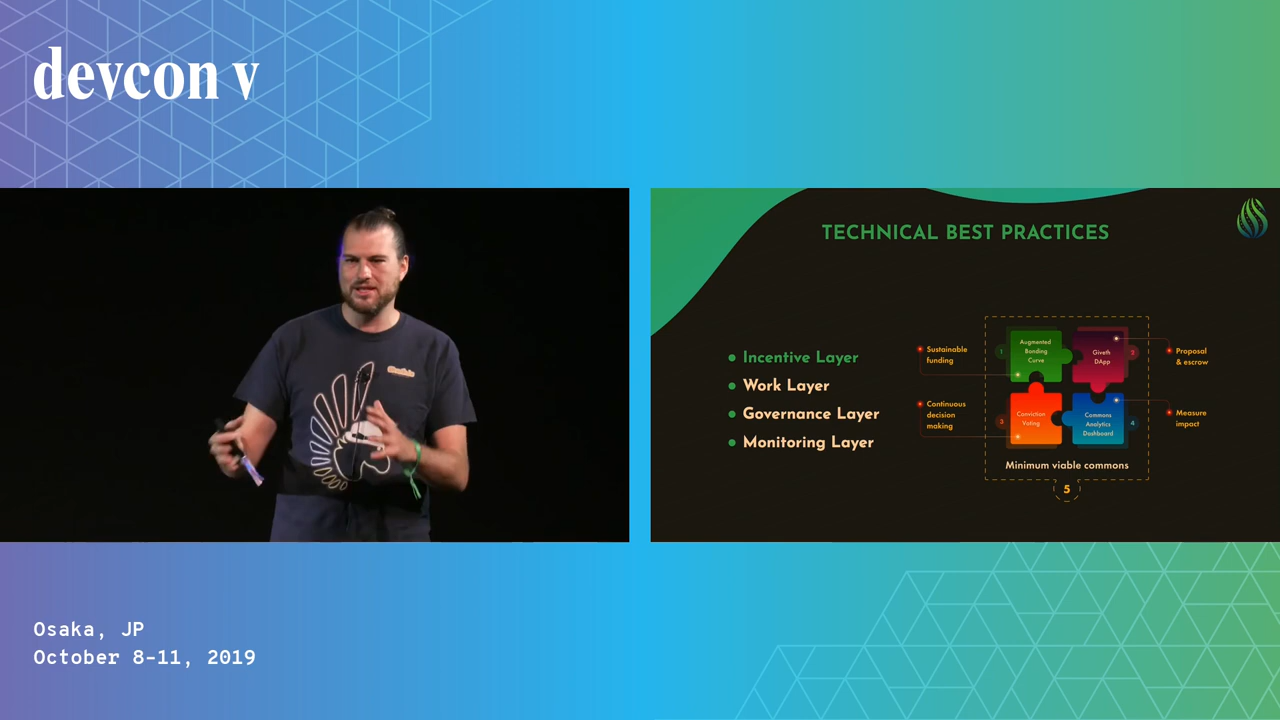 devcon v
TECHNICAL BEST PRACTICES
Incentive Layer
Work Layer
Governance Layer
Monitoring Layer
Sustainable
funding
1
Augmented
Bonding
Curve
Giveth
DApp
Proposal
& escrow
Continuous
decision
making
3
Conviction
Voting
Commons
Analytics
Dashboard
4
Measure
impact
Minimum viable commons
5
Osaka, JP
October 8-11, 2019